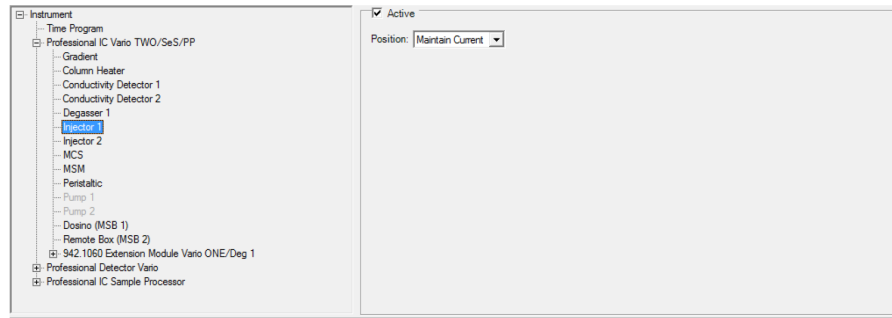 Instrument
Time Program
Professional IC Vario TWO/SeS/PP
Gradient
Column Heater
Conductivity Detector 1
Conductivity Detector 2
Degasser 1
Injector 1
Injector 2
MCS
MSM
Peristaltic
Pump 1
Pump 2
Dosino (MSB 1)
Remote Box (MSB 2)
942.1060 Extension Module Vario ONE/Deg 1
Professional Detector Vario
Professional IC Sample Processor
Active
Position: Maintain Current